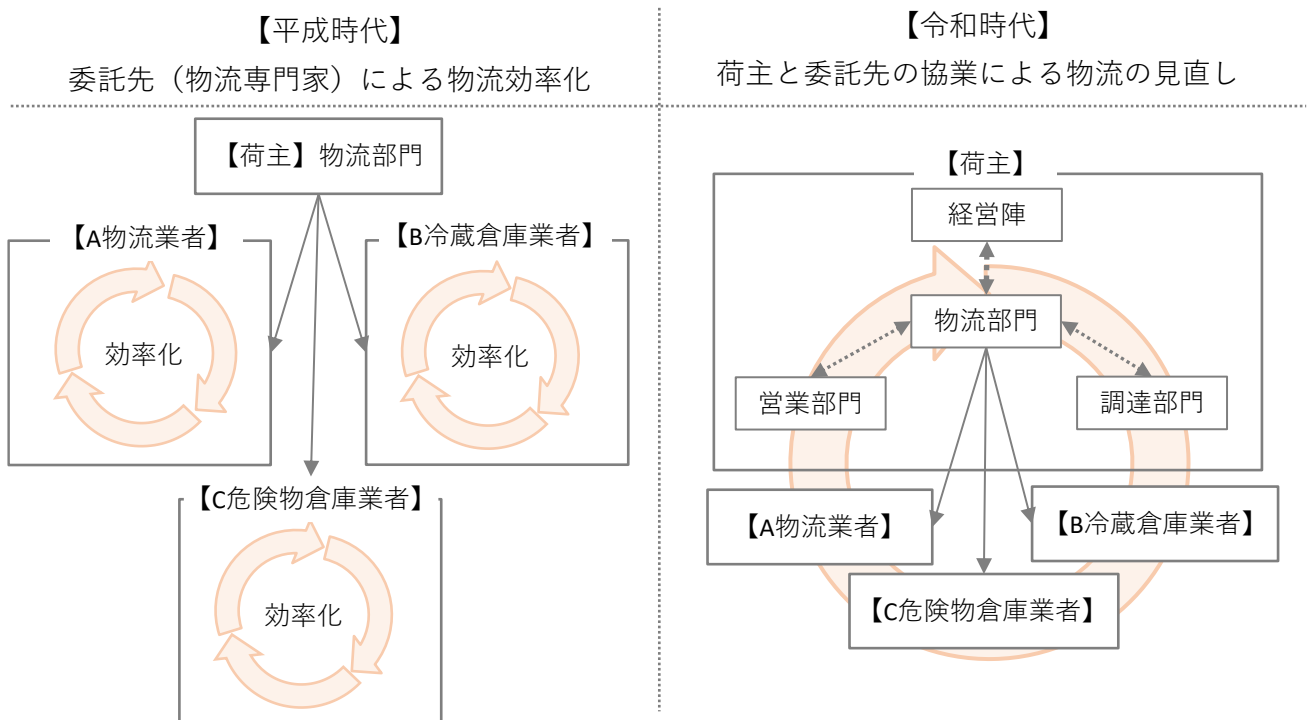 【平成時代】
委託先（物流専門家）による物流効率化
【荷主】物流部門
【A物流業者】
効率化
【B冷蔵倉庫業者】
効率化
【C危険物倉庫業者】
効率化
【令和時代】
荷主と委託先の協業による物流の見直し
【荷主】
経営陣
物流部門
営業部門
調達部門
【A物流業者】
【B冷蔵倉庫業者】
【C危険物倉庫業者】